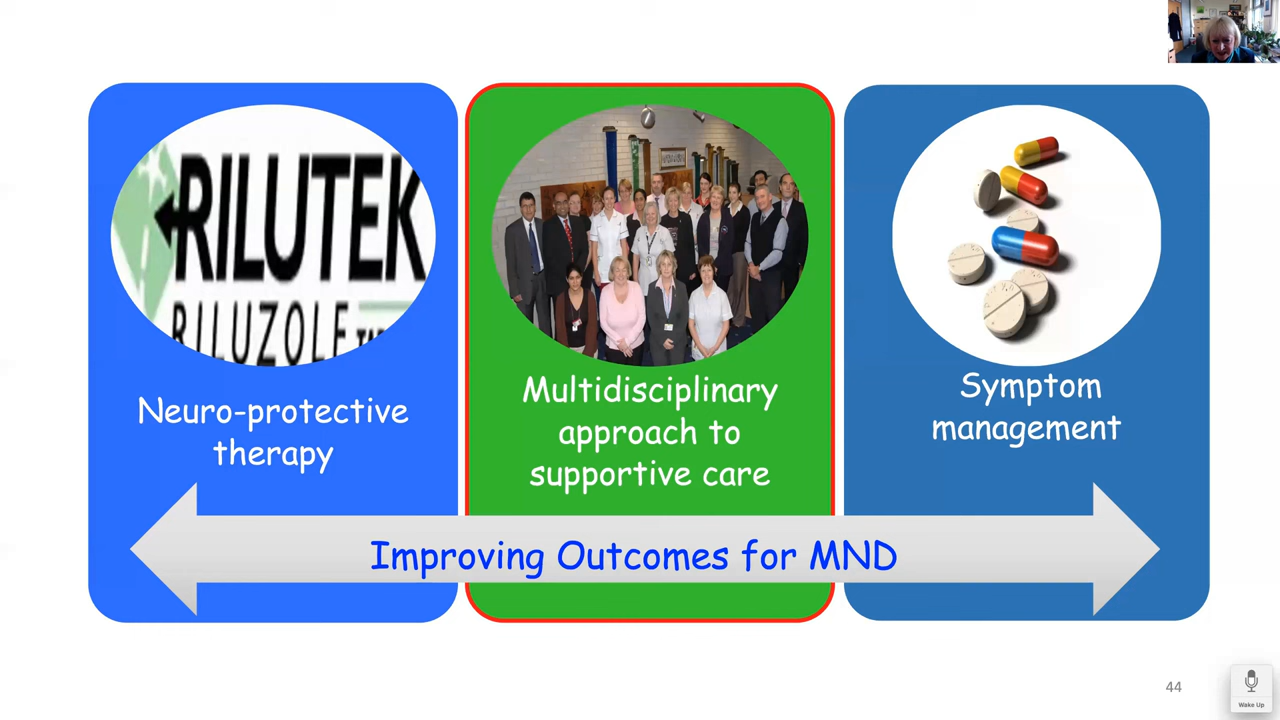 RILUTEK
RILUZOLE
Neuro-protective
therapy
Multidisciplinary
approach to
supportive care
Symptom
management
Improving Outcomes for MND
44
Wake Up